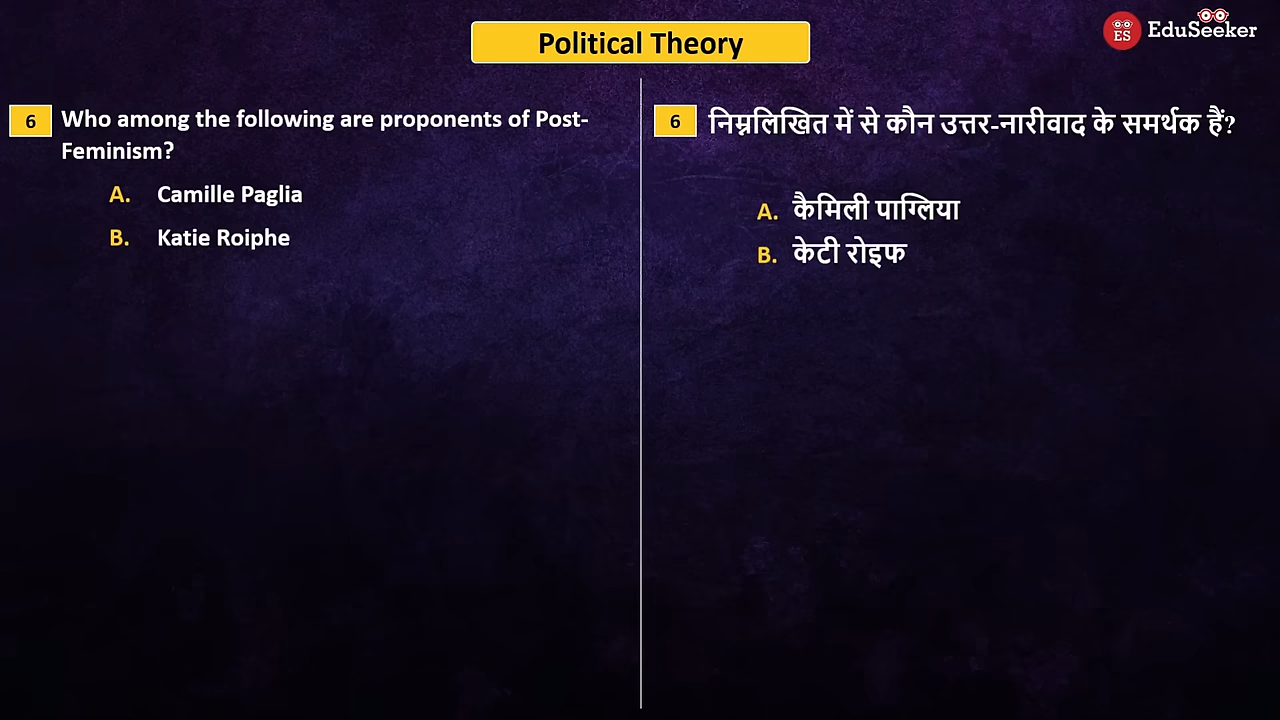 Political Theory
ES
EduSeeker
6
Who among the following are proponents of Post-
Feminism?
A. Camille Paglia
B. Katie Roiphe
6
निम्नलिखित में से कौन उत्तर-नारीवाद के समर्थक हैं?
A. कैमिली पाग्लिया
B. केटी रोइफ